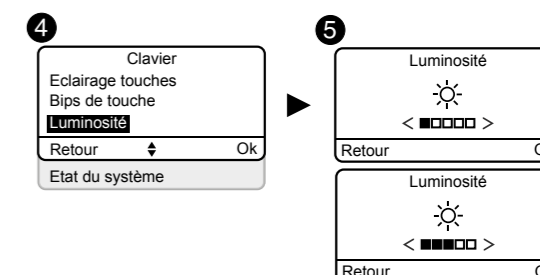 4
Clavier
Eclairage touches
Bips de touche
Luminosité
Retour Ok
Etat du système
5
Luminosité
< >
Retour
Luminosité
< >
Retour